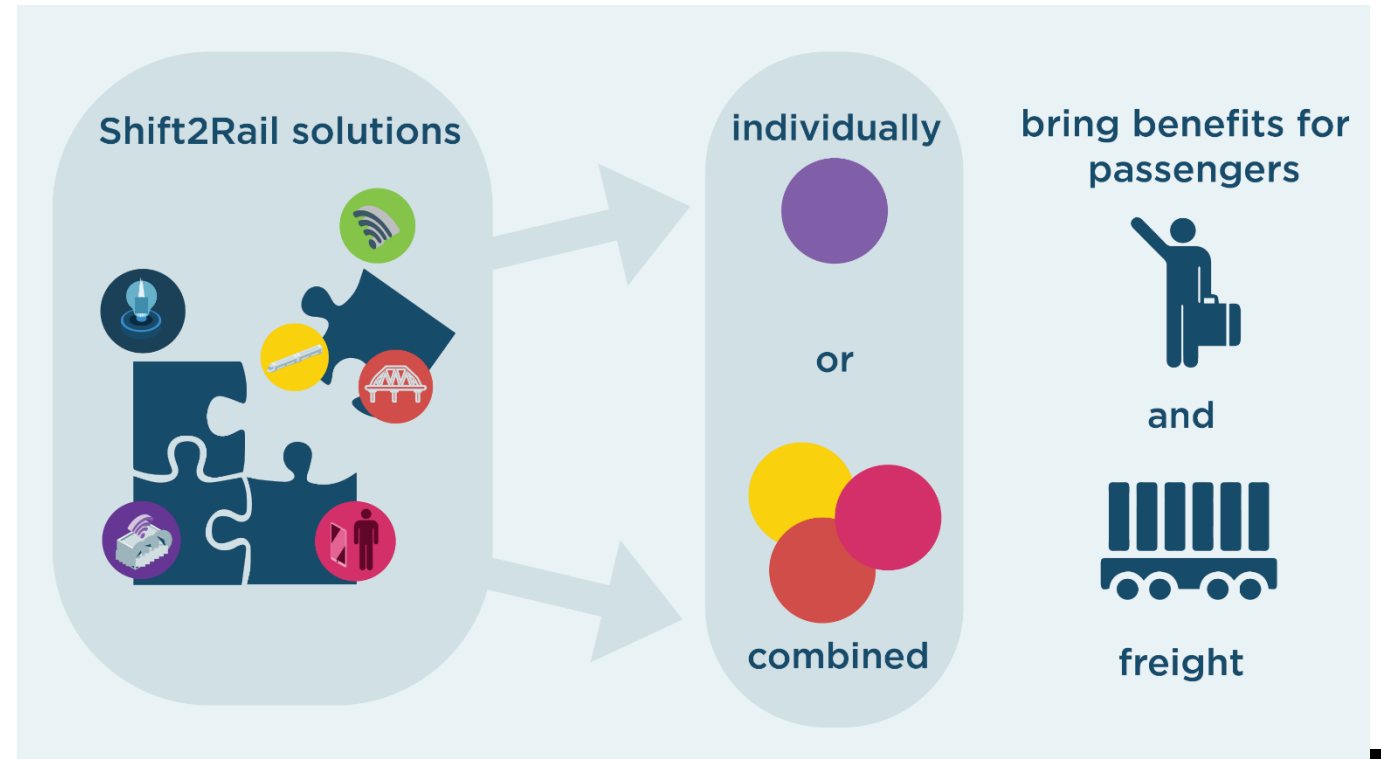 Shift2Rail solutions
individually
or
combined
bring benefits for
passengers
and
freight